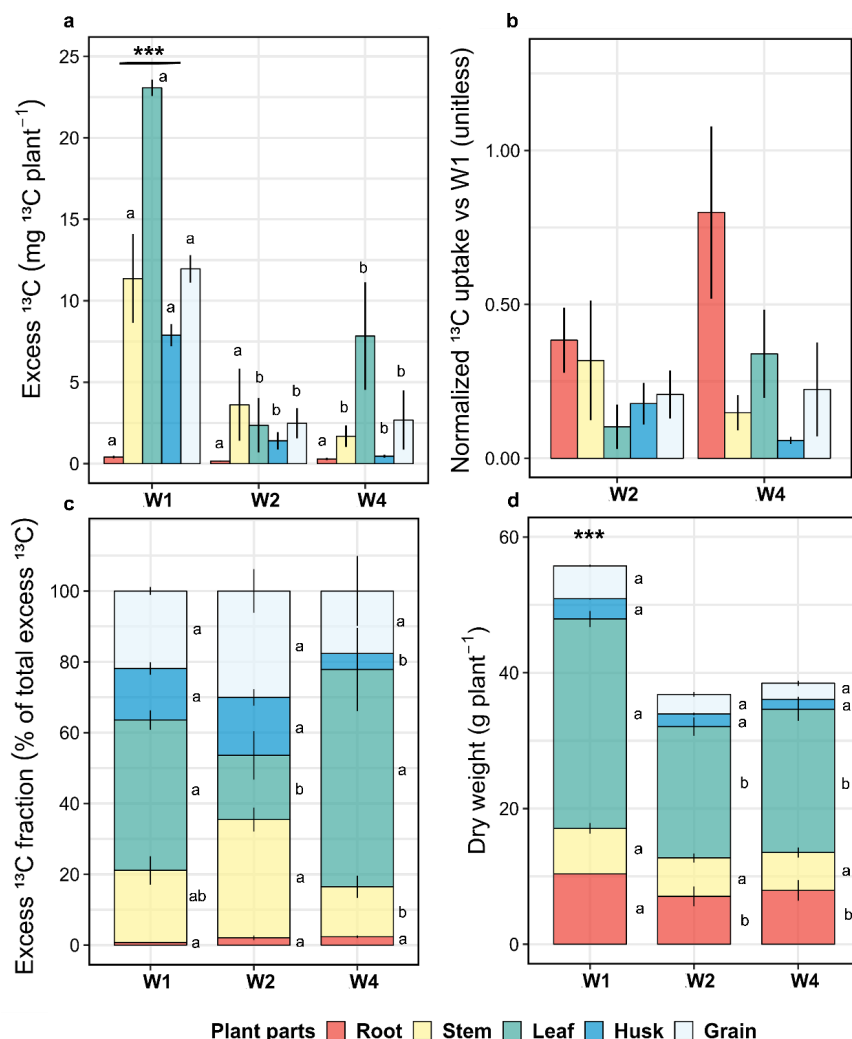 a
Excess ¹³C (mg ¹³C plant⁻¹)
25
20
15
10
5
0
***
a
a
a
a
a
a
a
b
b
b
a
b
b
b
b
W1
W2
W4
b
Normalized ¹³C uptake vs W1 (unitless)
1.00
0.50
0.00
W2
W4
c
Excess ¹³C fraction (% of total excess ¹³C)
100
80
60
40
20
0
a
a
a
ab
a
a
a
b
a
a
a
b
a
b
a
W1
W2
W4
d
Dry weight (g plant⁻¹)
60
40
20
0
***
a
a
a
a
a
a
a
b
a
b
a
a
b
a
b
W1
W2
W4
Plant parts Root Stem Leaf Husk Grain